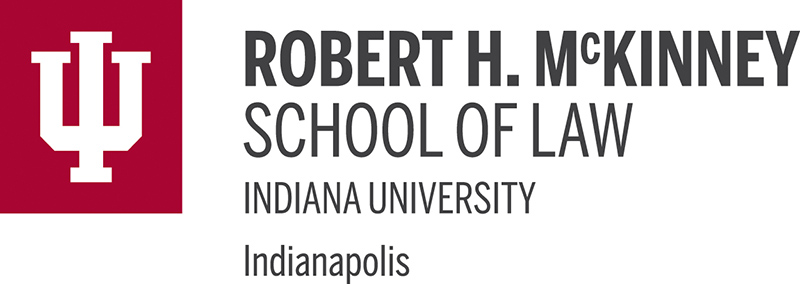 ROBERT H. McKINNEY
SCHOOL OF LAW
INDIANA UNIVERSITY
Indianapolis